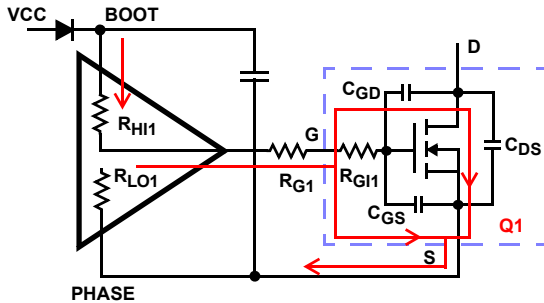 VCC
BOOT
D
CGD
RHI1
G
CDS
RLO1
RG1
RGI1
CGS
Q1
S
PHASE